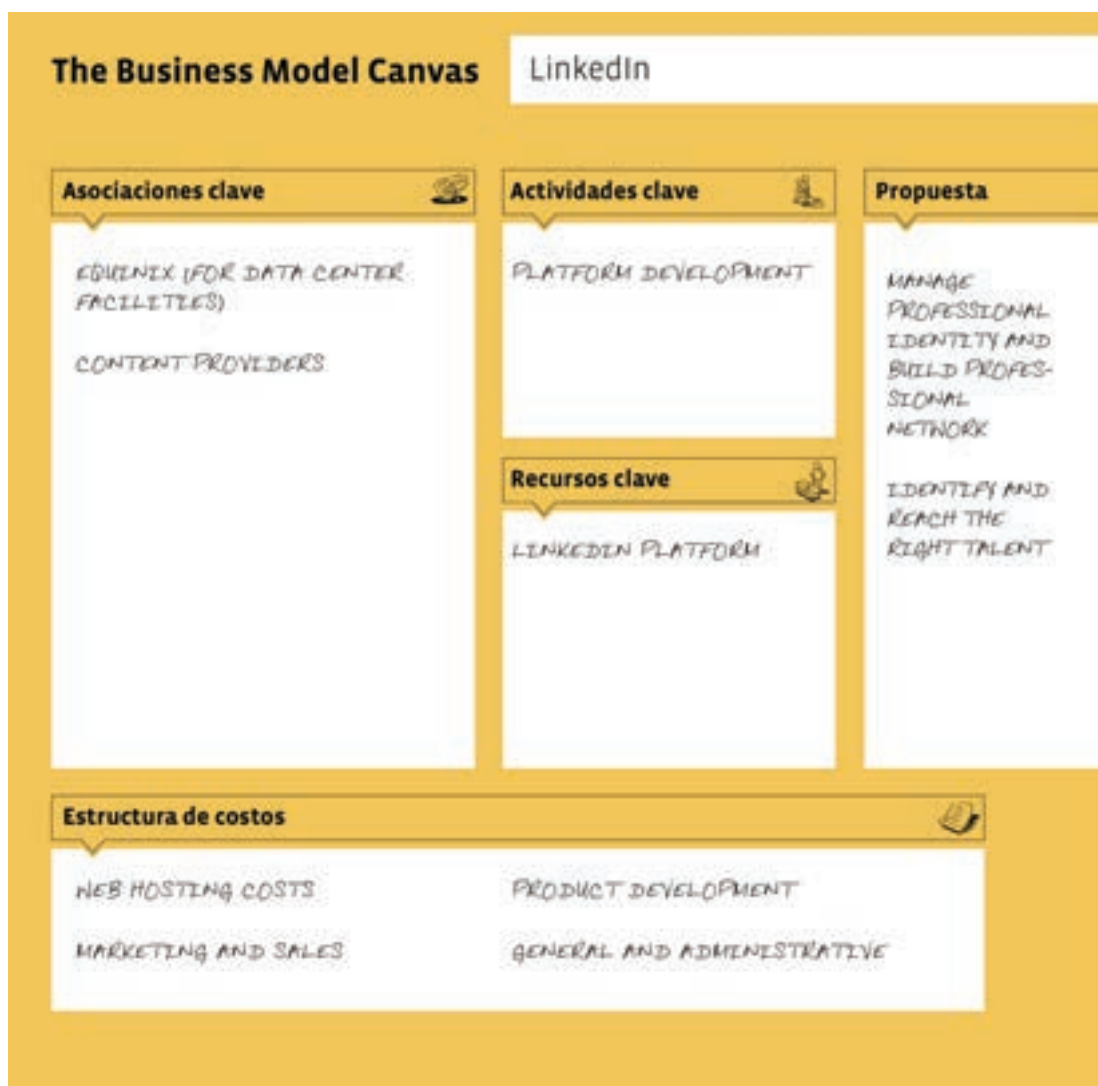 The Business Model Canvas
LinkedIn
Asociaciones clave
EQUINIX (FOR DATA CENTER
FACILITIES)
CONTENT PROVIDERS
Actividades clave
PLATFORM DEVELOPMENT
Recursos clave
LINKEDIN PLATFORM
Propuesta
MANAGE
PROFESSIONAL
IDENTITY AND
BUILD PROFES-
SIONAL
NETWORK
IDENTIFY AND
REACH THE
RIGHT TALENT
Estructura de costos
WEB HOSTING COSTS
MARKETING AND SALES
PRODUCT DEVELOPMENT
GENERAL AND ADMINISTRATIVE